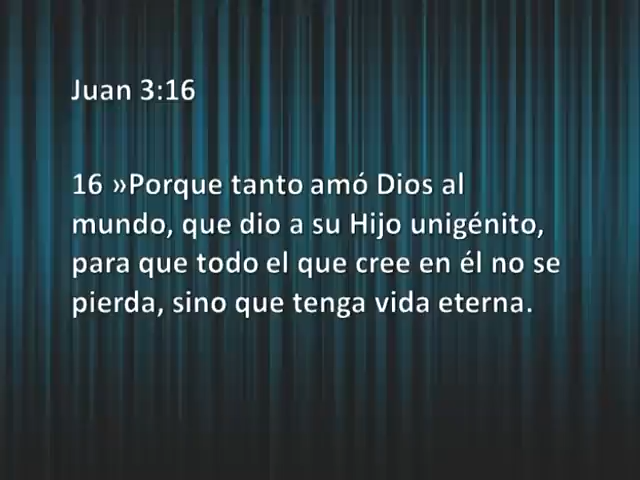 Juan 3:16
16 »Porque tanto amó Dios al
mundo, que dio a su Hijo unigénito,
para que todo el que cree en él no se
pierda, sino que tenga vida eterna.